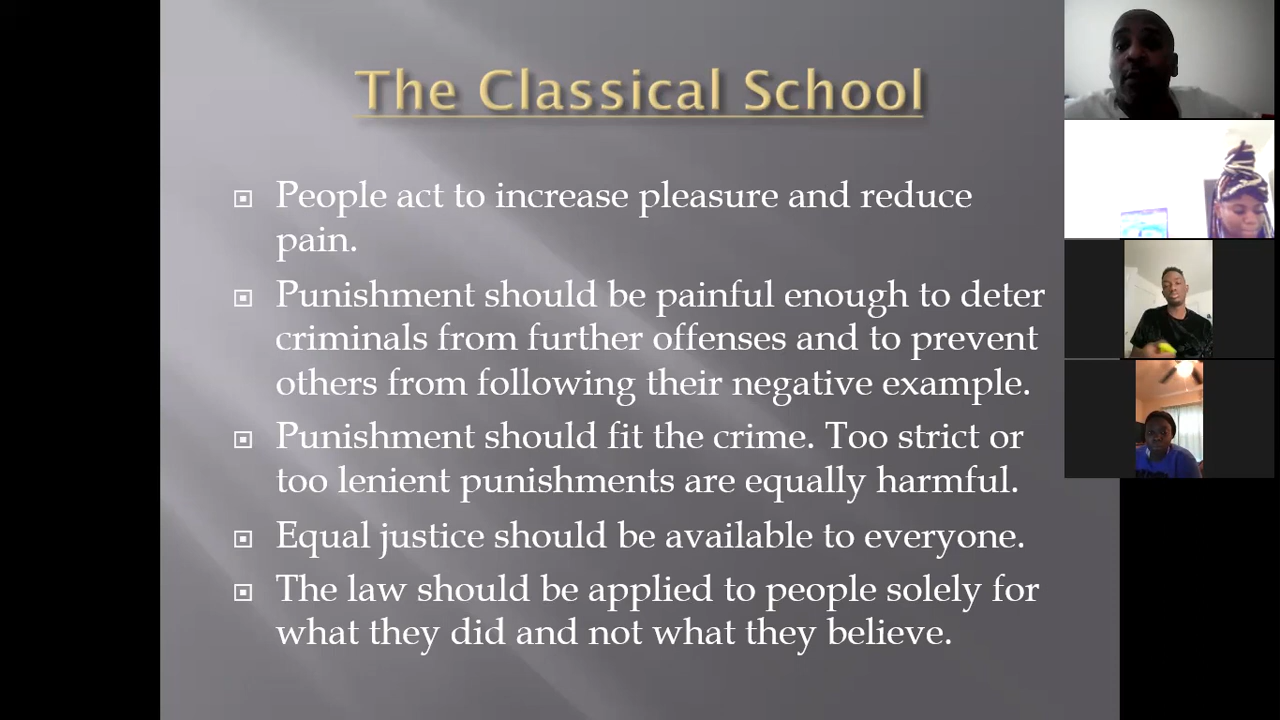 The Classical School
People act to increase pleasure and reduce
pain.
Punishment should be painful enough to deter
criminals from further offenses and to prevent
others from following their negative example.
Punishment should fit the crime. Too strict or
too lenient punishments are equally harmful.
Equal justice should be available to everyone.
The law should be applied to people solely for
what they did and not what they believe.